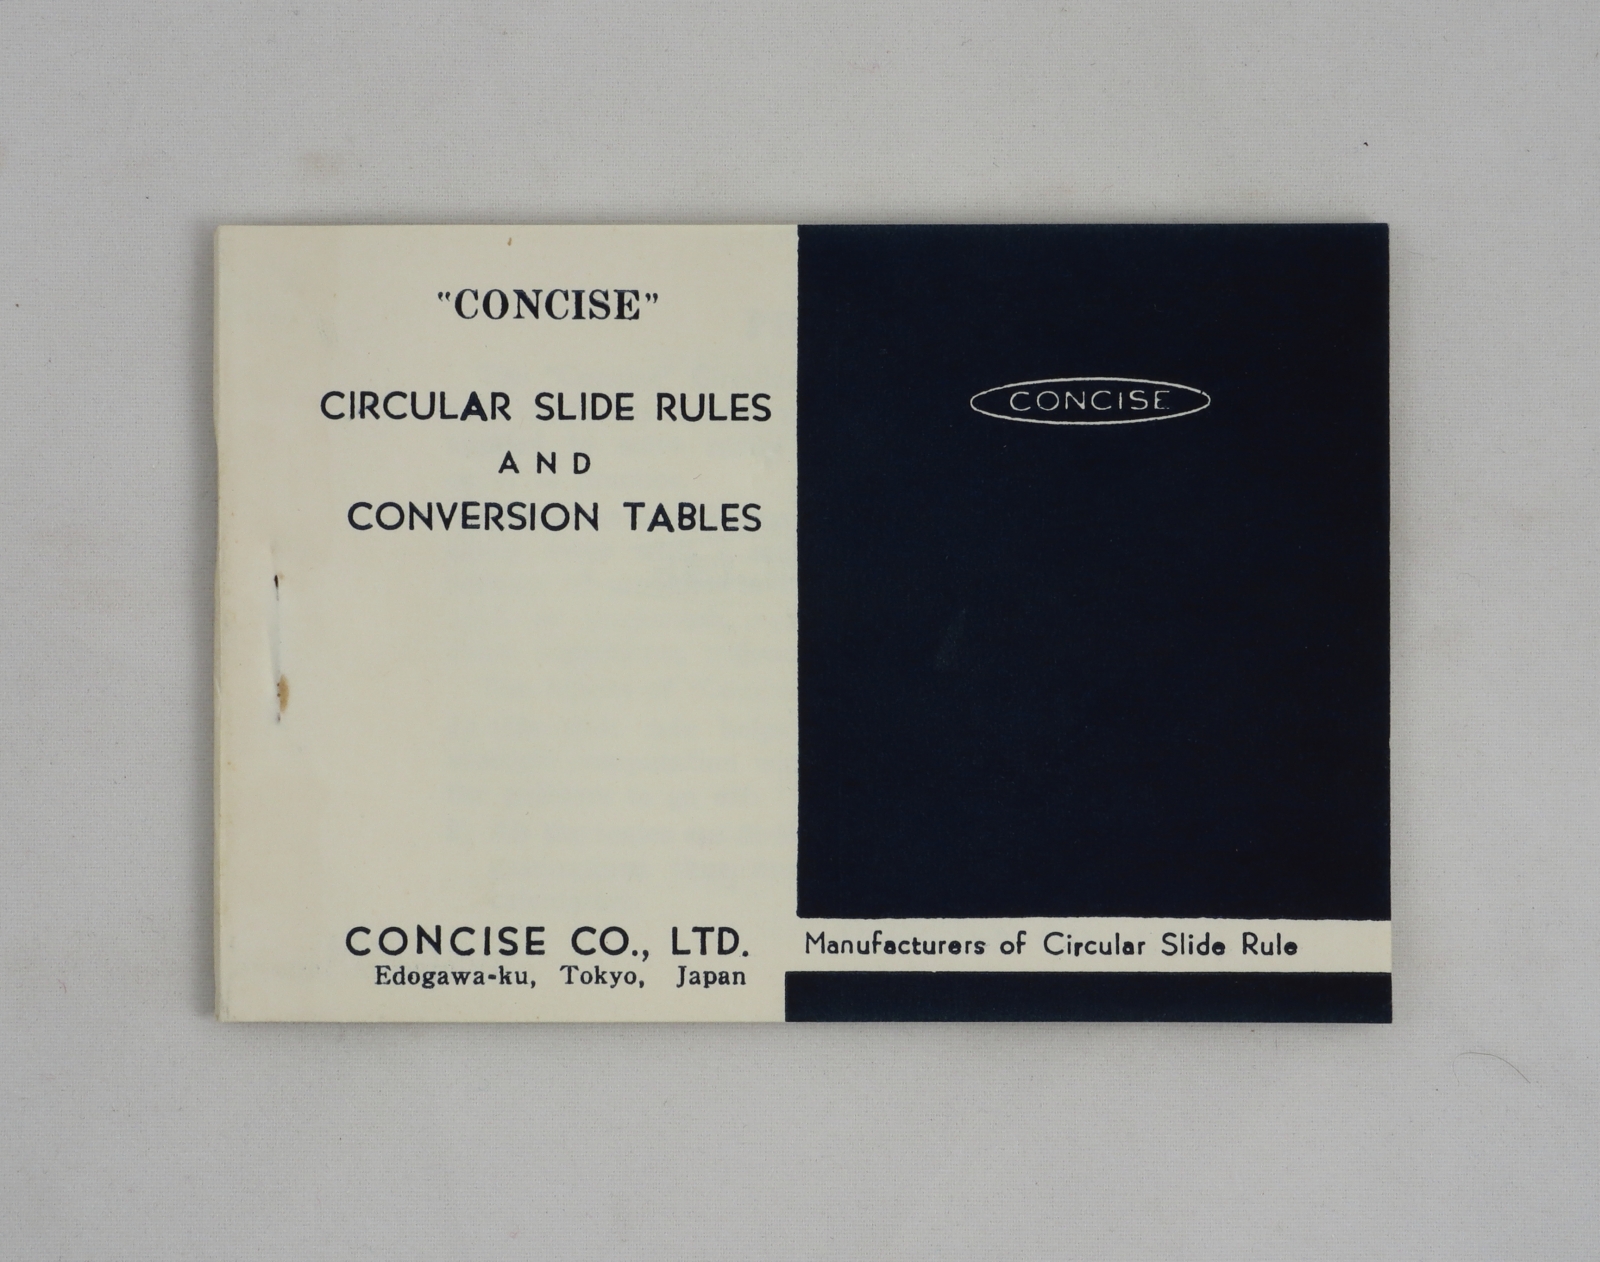 "CONCISE"
CIRCULAR SLIDE RULES
AND
CONVERSION TABLES
CONCISE CO., LTD.
Edogawa-ku, Tokyo, Japan
CONCISE
Manufacturers of Circular Slide Rule